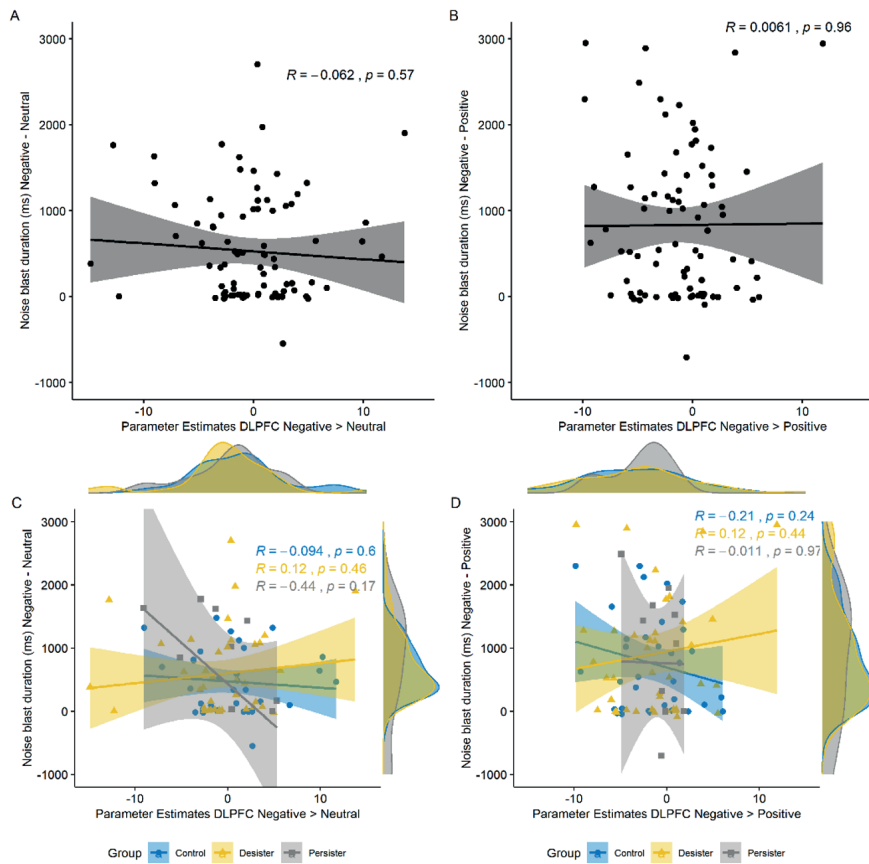 A
3000
2000
1000
0
-1000
Noise blast duration (ms) Negative - Neutral
R = −0.062 , p = 0.57
-10
0
10
Parameter Estimates DLPFC Negative > Neutral
B
3000
2000
1000
0
-1000
Noise blast duration (ms) Negative - Positive
R = 0.0061 , p = 0.96
-10
0
10
Parameter Estimates DLPFC Negative > Positive
C
3000
2000
1000
0
-1000
Noise blast duration (ms) Negative - Neutral
R = −0.094 , p = 0.6
R = 0.12 , p = 0.46
R = −0.44 , p = 0.17
-10
0
10
Parameter Estimates DLPFC Negative > Neutral
Group Control Desister Persister
D
3000
2000
1000
0
-1000
Noise blast duration (ms) Negative - Positive
R = −0.21 , p = 0.24
R = 0.12 , p = 0.44
R = −0.011 , p = 0.97
-10
0
10
Parameter Estimates DLPFC Negative > Positive
Group Control Desister Persister